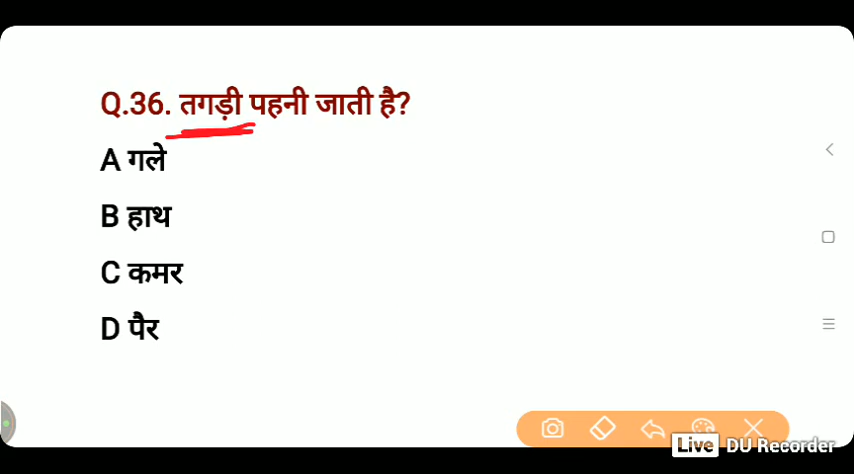 Q.36. तगड़ी पहनी जाती है?
A गले
B हाथ
C कमर
D पैर
Live DU Recorder